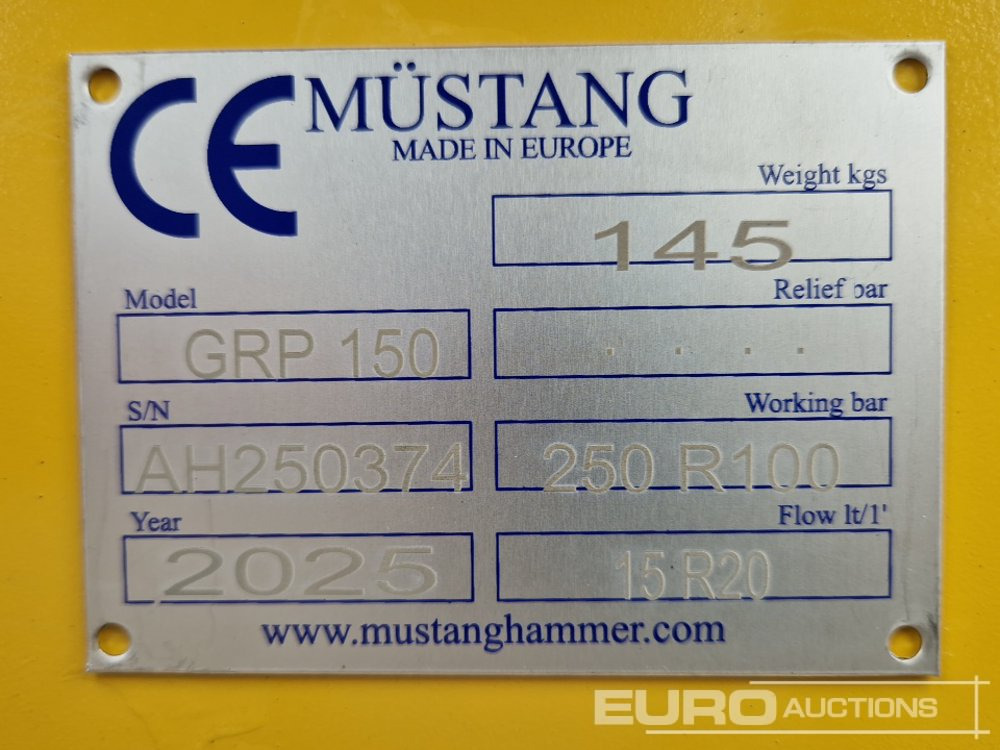 CE MÜSTANG
MADE IN EUROPE
Weight kgs
145
Model
GRP 150
Relief bar
. . . .
S/N
AH250374
Working bar
250 R100
Year
2025
Flow lt/1'
15 R20
www.mustanghammer.com
EURO AUCTIONS